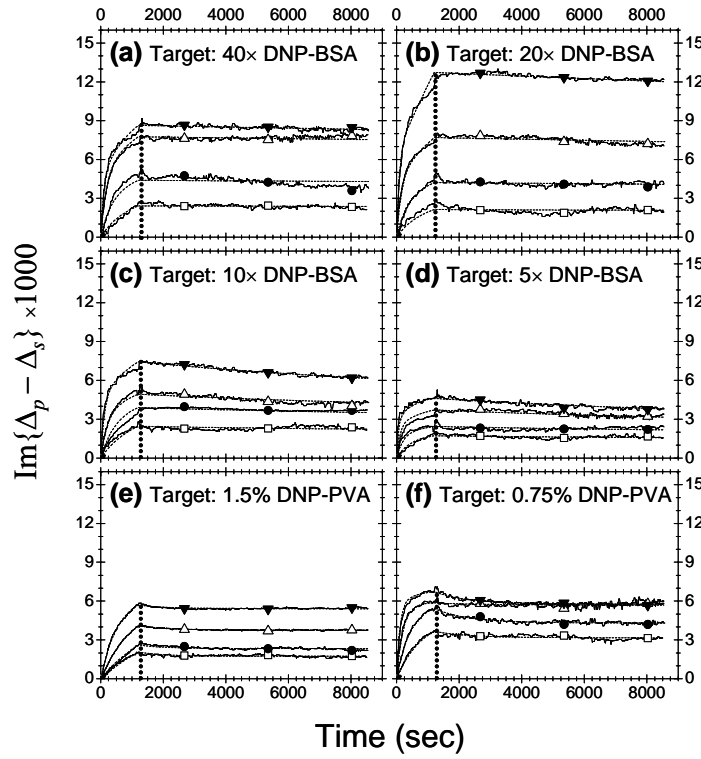 0 2000 4000 6000 8000 0 2000 4000 6000 8000
15 (a) Target: 40× DNP-BSA (b) Target: 20× DNP-BSA 15
12 12
9 9
6 6
3 3
0 0
15 (c) Target: 10× DNP-BSA (d) Target: 5× DNP-BSA 15
12 12
9 9
6 6
3 3
0 0
15 (e) Target: 1.5% DNP-PVA (f) Target: 0.75% DNP-PVA 15
12 12
9 9
6 6
3 3
0 0
0 2000 4000 6000 8000 0 2000 4000 6000 8000
Im{Δp − Δs} ×1000
Time (sec)